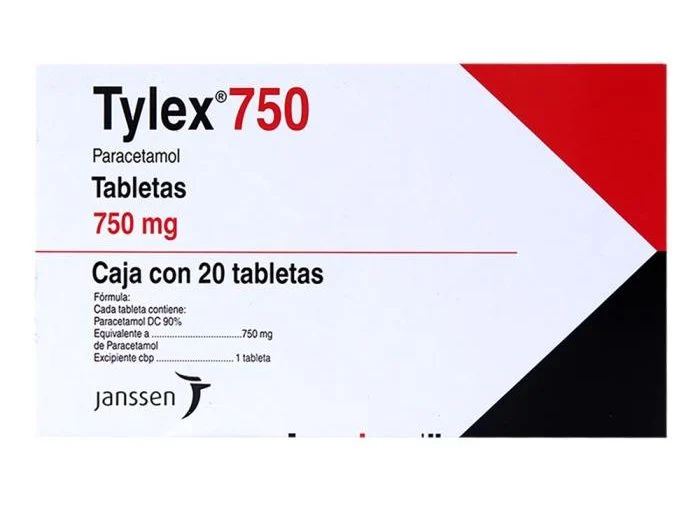 Tylex® 750
Paracetamol
Tabletas
750 mg
Caja con 20 tabletas
Fórmula:
Cada tableta contiene:
Paracetamol DC 90%
Equivalente a ..............................750 mg
de Paracetamol
Excipiente cbp .........................1 tableta
janssen